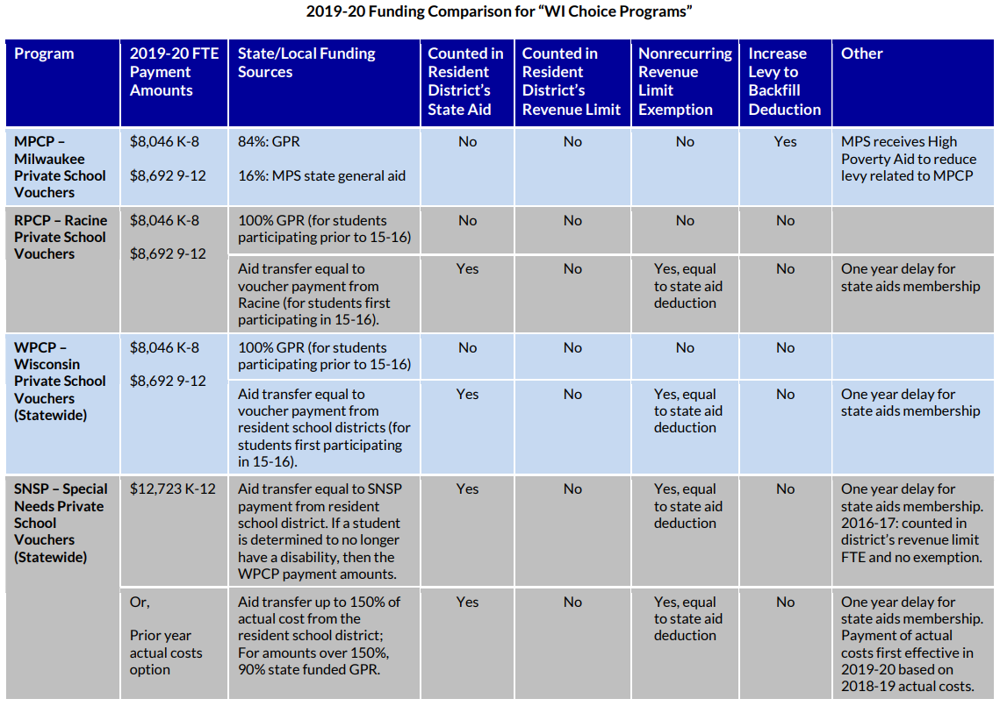 2019-20 Funding Comparison for “WI Choice Programs”
Program
2019-20 FTE
Payment
Amounts
State/Local Funding
Sources
Counted in
Resident
District’s
State Aid
Counted in
Resident
District’s
Revenue Limit
Nonrecurring
Revenue
Limit
Exemption
Increase
Levy to
Backfill
Deduction
Other
MPCP –
Milwaukee
Private School
Vouchers
$8,046 K-8
$8,692 9-12
84%: GPR
16%: MPS state general aid
No
No
No
Yes
MPS receives High
Poverty Aid to reduce
levy related to MPCP
RPCP – Racine
Private School
Vouchers
$8,046 K-8
$8,692 9-12
100% GPR (for students
participating prior to 15-16)
No
No
No
No
Aid transfer equal to
voucher payment from
Racine (for students first
participating in 15-16).
Yes
No
Yes, equal
to state aid
deduction
No
One year delay for
state aids membership
WPCP –
Wisconsin
Private School
Vouchers
(Statewide)
$8,046 K-8
$8,692 9-12
100% GPR (for students
participating prior to 15-16)
No
No
No
No
Aid transfer equal to
voucher payment from
resident school districts (for
students first participating
in 15-16).
Yes
No
Yes, equal
to state aid
deduction
No
One year delay for
state aids membership
SNSP – Special
Needs Private
School
Vouchers
(Statewide)
$12,723 K-12
Aid transfer equal to SNSP
payment from resident
school district. If a student
is determined to no longer
have a disability, then the
WPCP payment amounts.
Yes
No
Yes, equal
to state aid
deduction
No
One year delay for
state aids membership.
2016-17: counted in
district’s revenue limit
FTE and no exemption.
Or,
Prior year
actual costs
option
Aid transfer up to 150% of
actual cost from the
resident school district;
For amounts over 150%,
90% state funded GPR.
Yes
No
Yes, equal
to state aid
deduction
No
One year delay for
state aids membership.
Payment of actual
costs first effective in
2019-20 based on
2018-19 actual costs.